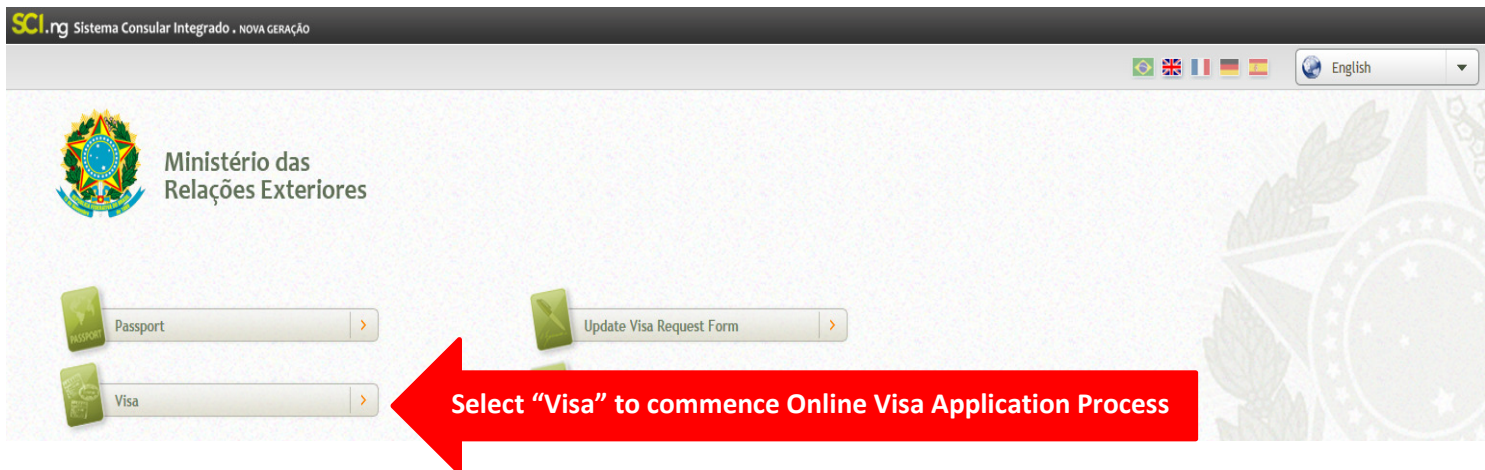 SCI.ng Sistema Consular Integrado . NOVA GERAÇÃO
English
Ministério das
Relações Exteriores
PASSPORT
Passport
Update Visa Request Form
Visa
Select “Visa” to commence Online Visa Application Process